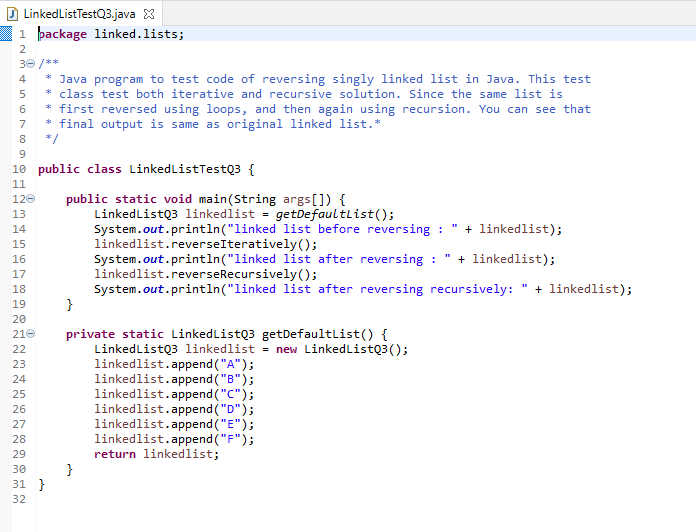 LinkedListTestQ3.java
1 package linked.lists;
2
3 /**
4 * Java program to test code of reversing singly linked list in Java. This test
5 * class test both iterative and recursive solution. Since the same list is
6 * first reversed using loops, and then again using recursion. You can see that
7 * final output is same as original linked list.*
8 */
9
10 public class LinkedListTestQ3 {
11
12 public static void main(String args[]) {
13 LinkedListQ3 linkedlist = getDefaultList();
14 System.out.println("linked list before reversing : " + linkedlist);
15 linkedlist.reverseIteratively();
16 System.out.println("linked list after reversing : " + linkedlist);
17 linkedlist.reverseRecursively();
18 System.out.println("linked list after reversing recursively: " + linkedlist);
19 }
20
21 private static LinkedListQ3 getDefaultList() {
22 LinkedListQ3 linkedlist = new LinkedListQ3();
23 linkedlist.append("A");
24 linkedlist.append("B");
25 linkedlist.append("C");
26 linkedlist.append("D");
27 linkedlist.append("E");
28 linkedlist.append("F");
29 return linkedlist;
30 }
31 }
32